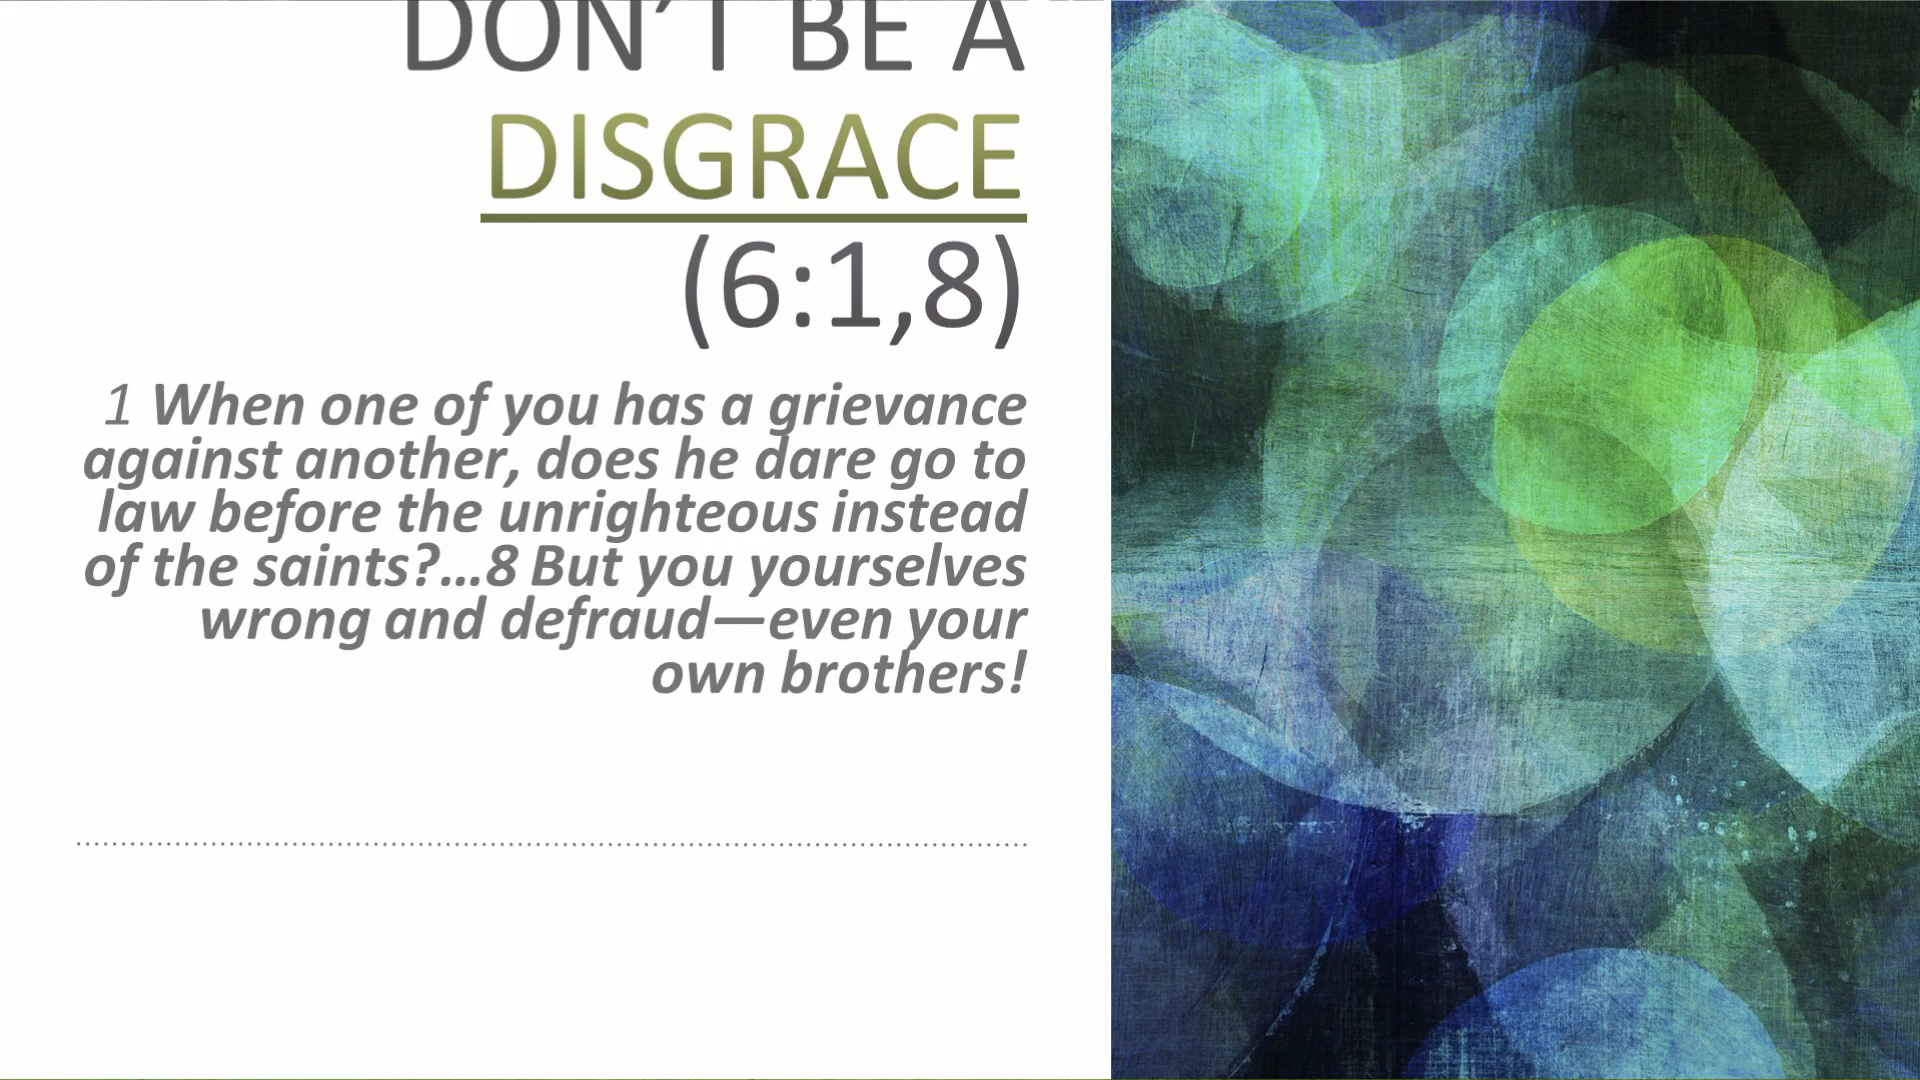 DON’T BE A
DISGRACE
(6:1,8)
1 When one of you has a grievance
against another, does he dare go to
law before the unrighteous instead
of the saints?…8 But you yourselves
wrong and defraud—even your
own brothers!